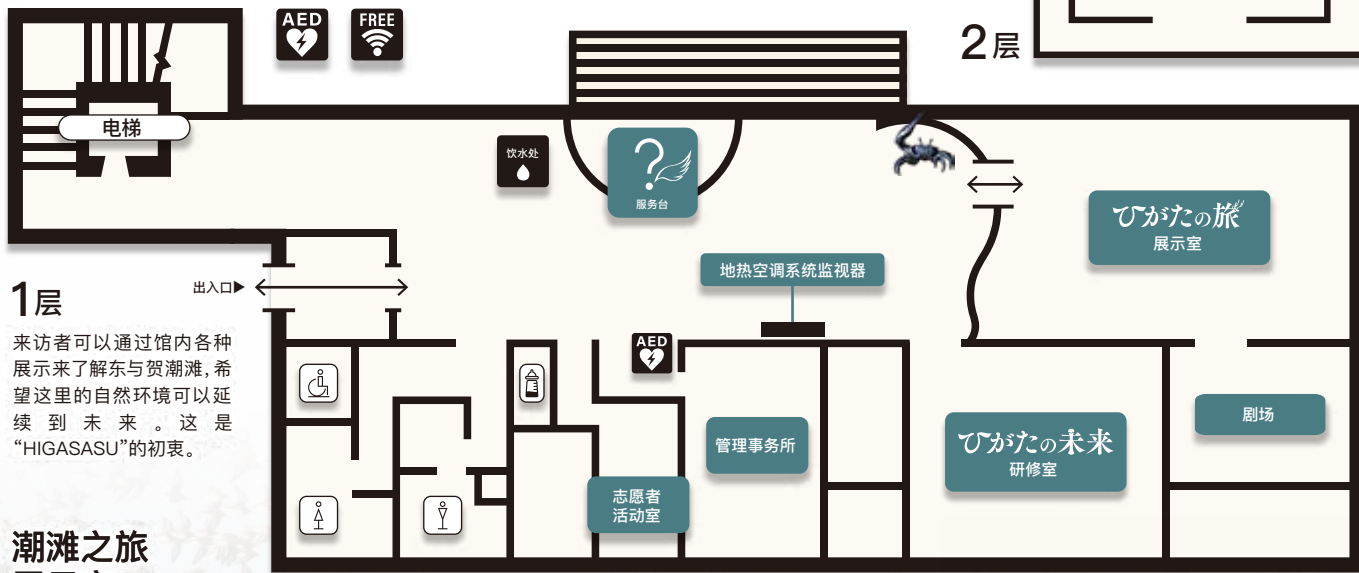 AED
FREE
2层
电梯
饮水处
?
服务台
ひがたの旅
展示室
地热空调系统监视器
出入口▶
1层
来访者可以通过馆内各种
展示来了解东与贺潮滩,希
望这里的自然环境可以延
续到未来。这是
“HIGASASU”的初衷。
AED
管理事务所
ひがたの未来
研修室
剧场
志愿者
活动室
潮滩之旅